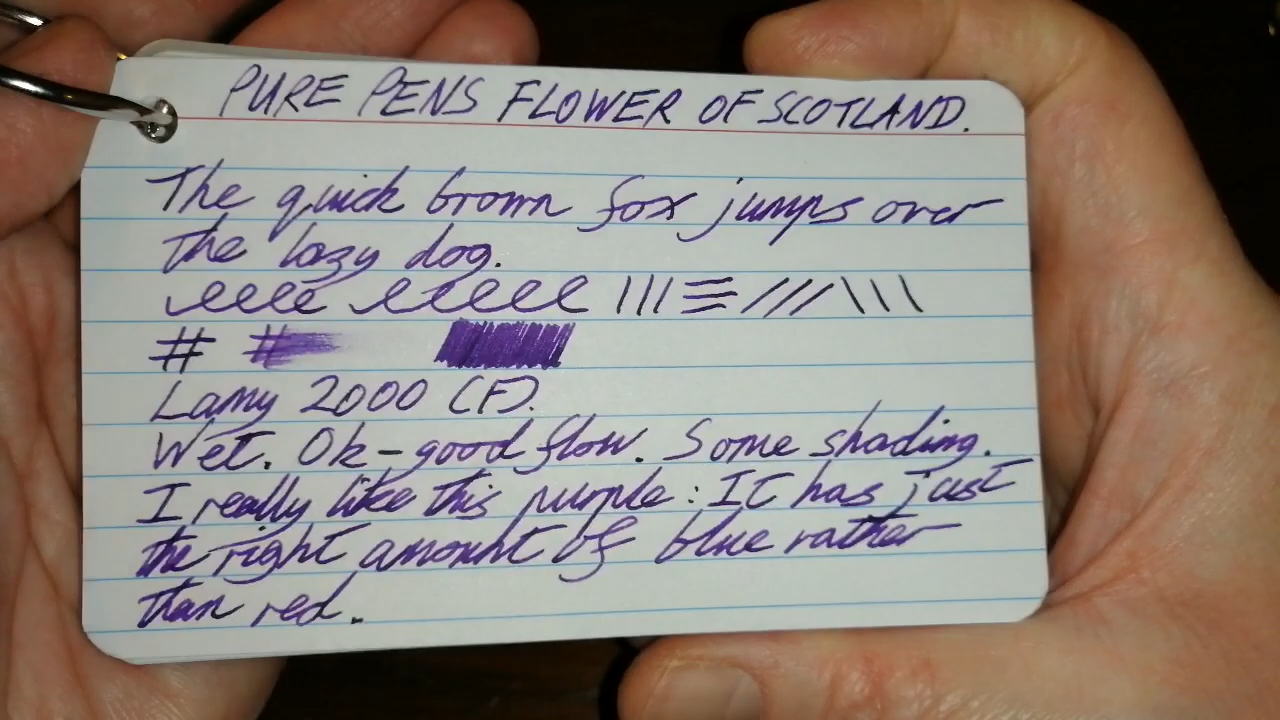 PURE PENS FLOWER OF SCOTLAND.
The quick brown fox jumps over
the lazy dog.
eeee eeeeee ||| ☰ /// \\\
# #
Lamy 2000 (F).
Wet. Ok-good flow. Some shading.
I really like this purple: It has just
the right amount of blue rather
than red.